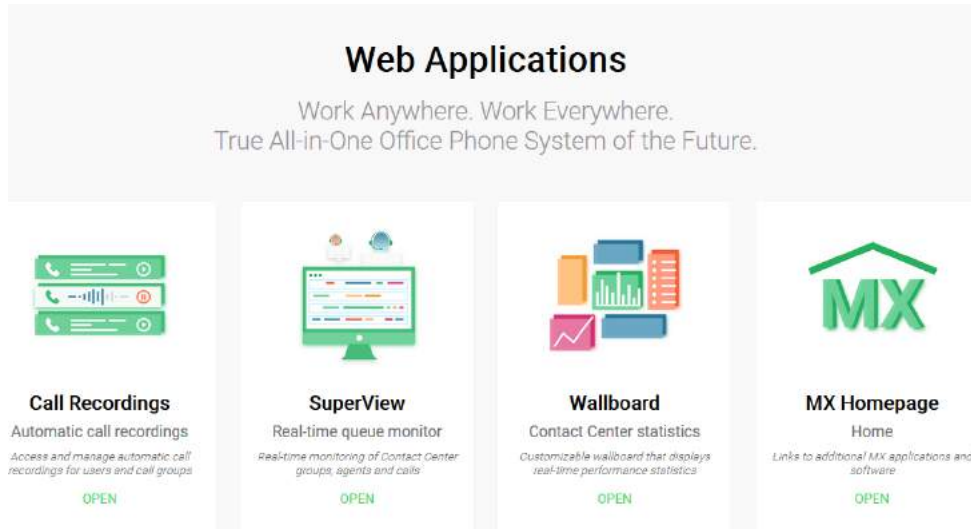 Web Applications
Work Anywhere. Work Everywhere.
True All-in-One Office Phone System of the Future.
MX
Call Recordings
Automatic call recordings
Access and manage automatic call
recordings for users and call groups
OPEN
SuperView
Real-time queue monitor
Real-time monitoring of Contact Center
groups, agents and calls
OPEN
Wallboard
Contact Center statistics
Customizable wallboard that displays
real-time performance statistics
OPEN
MX Homepage
Home
Links to additional MX applications and
software
OPEN